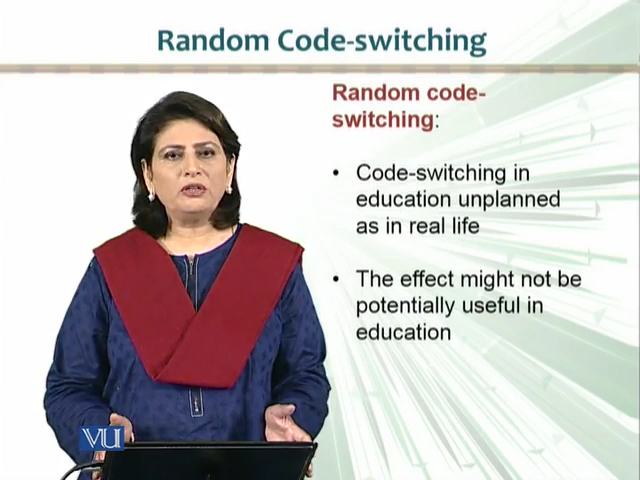 Random Code-switching
Random code-
switching:
• Code-switching in
education unplanned
as in real life
• The effect might not be
potentially useful in
education
VU